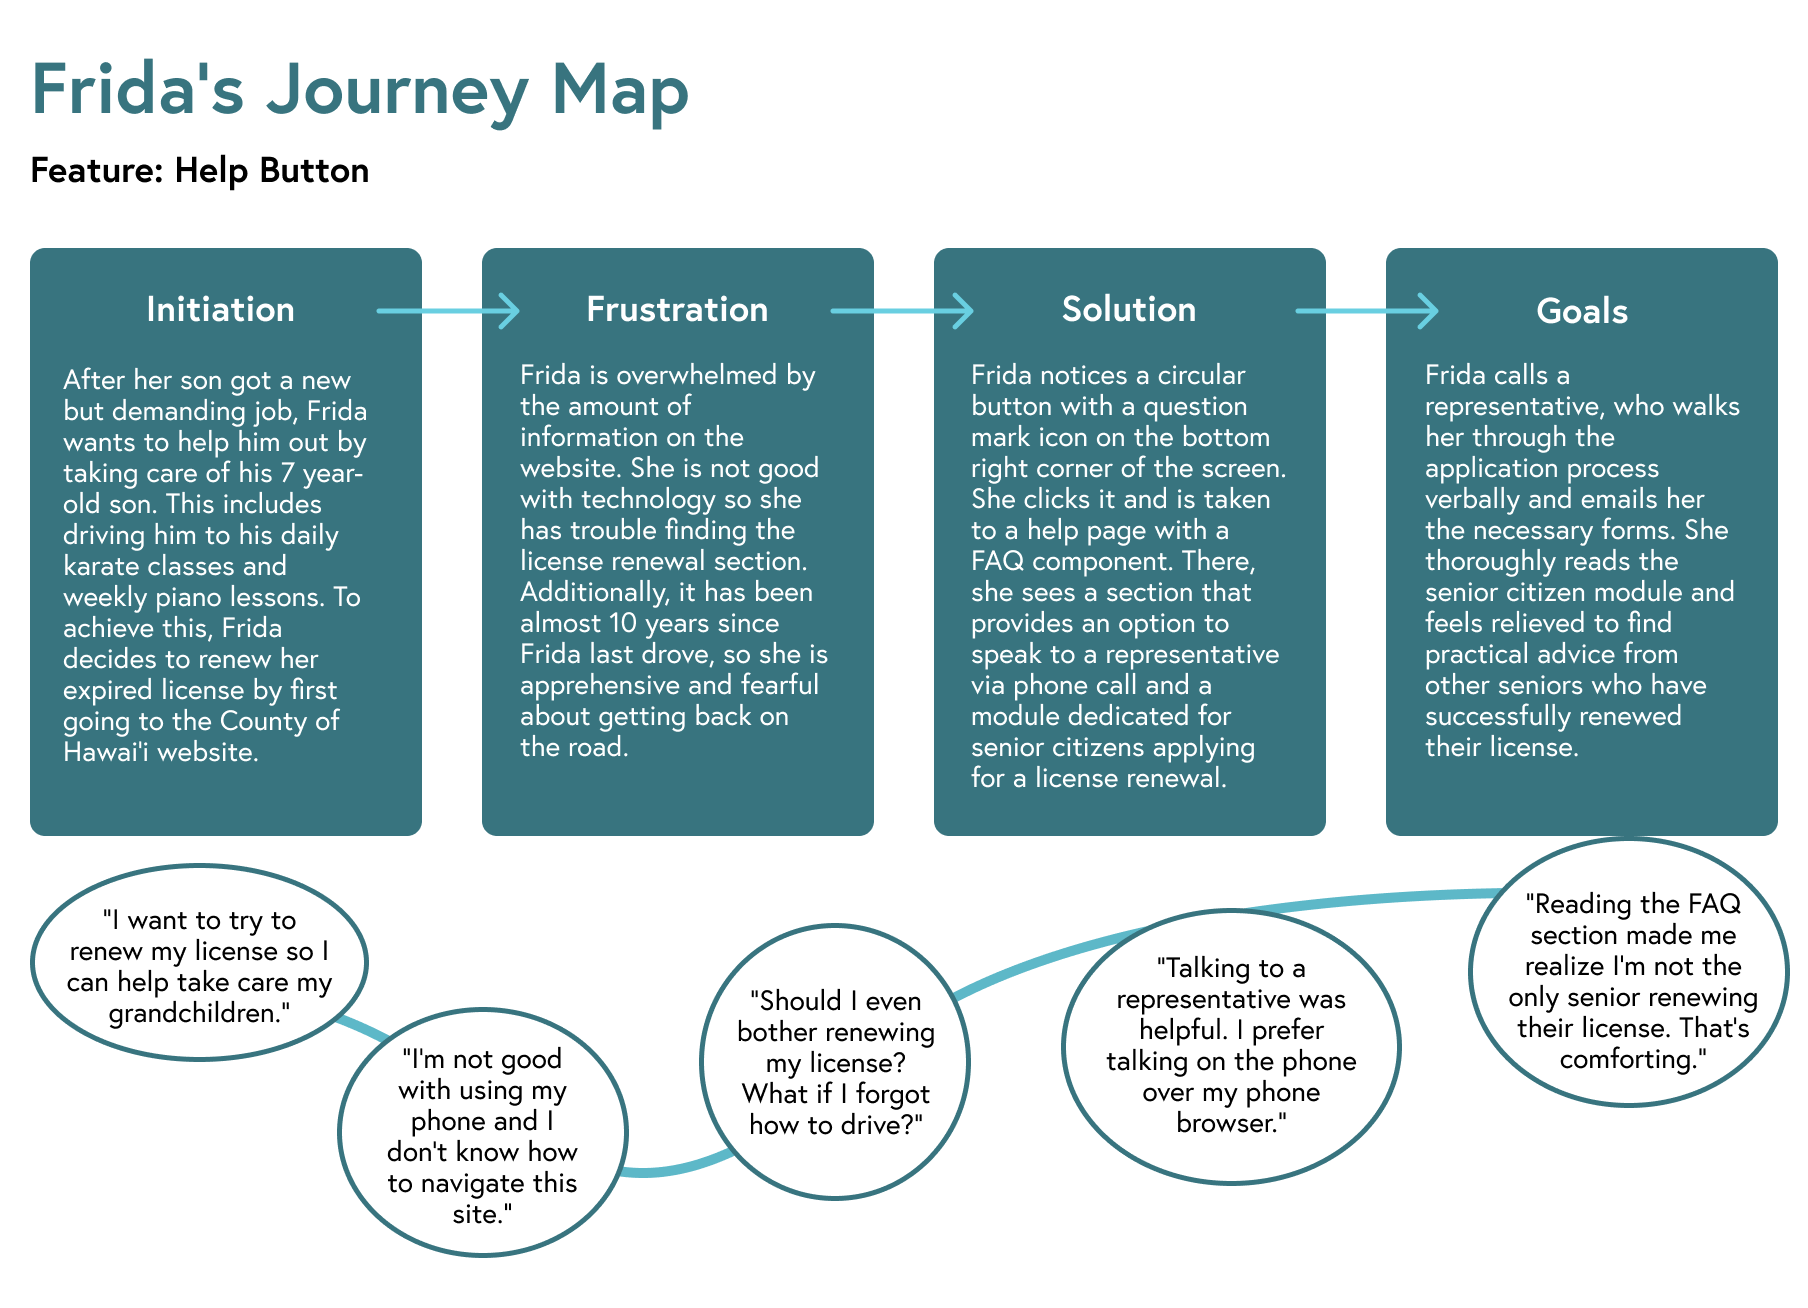 Frida's Journey Map
Feature: Help Button
Initiation
After her son got a new
but demanding job, Frida
wants to help him out by
taking care of his 7 year-
old son. This includes
driving him to his daily
karate classes and
weekly piano lessons. To
achieve this, Frida
decides to renew her
expired license by first
going to the County of
Hawai'i website.
Frustration
Frida is overwhelmed by
the amount of
information on the
website. She is not good
with technology so she
has trouble finding the
license renewal section.
Additionally, it has been
almost 10 years since
Frida last drove, so she is
apprehensive and fearful
about getting back on
the road.
Solution
Frida notices a circular
button with a question
mark icon on the bottom
right corner of the screen.
She clicks it and is taken
to a help page with a
FAQ component. There,
she sees a section that
provides an option to
speak to a representative
via phone call and a
module dedicated for
senior citizens applying
for a license renewal.
Goals
Frida calls a
representative, who walks
her through the
application process
verbally and emails her
the necessary forms. She
thoroughly reads the
senior citizen module and
feels relieved to find
practical advice from
other seniors who have
successfully renewed
their license.
"I want to try to
renew my license so I
can help take care my
grandchildren."
"I'm not good
with using my
phone and I
don't know how
to navigate this
site."
"Should I even
bother renewing
my license?
What if I forgot
how to drive?"
"Talking to a
representative was
helpful. I prefer
talking on the phone
over my phone
browser."
"Reading the FAQ
section made me
realize I'm not the
only senior renewing
their license. That's
comforting."